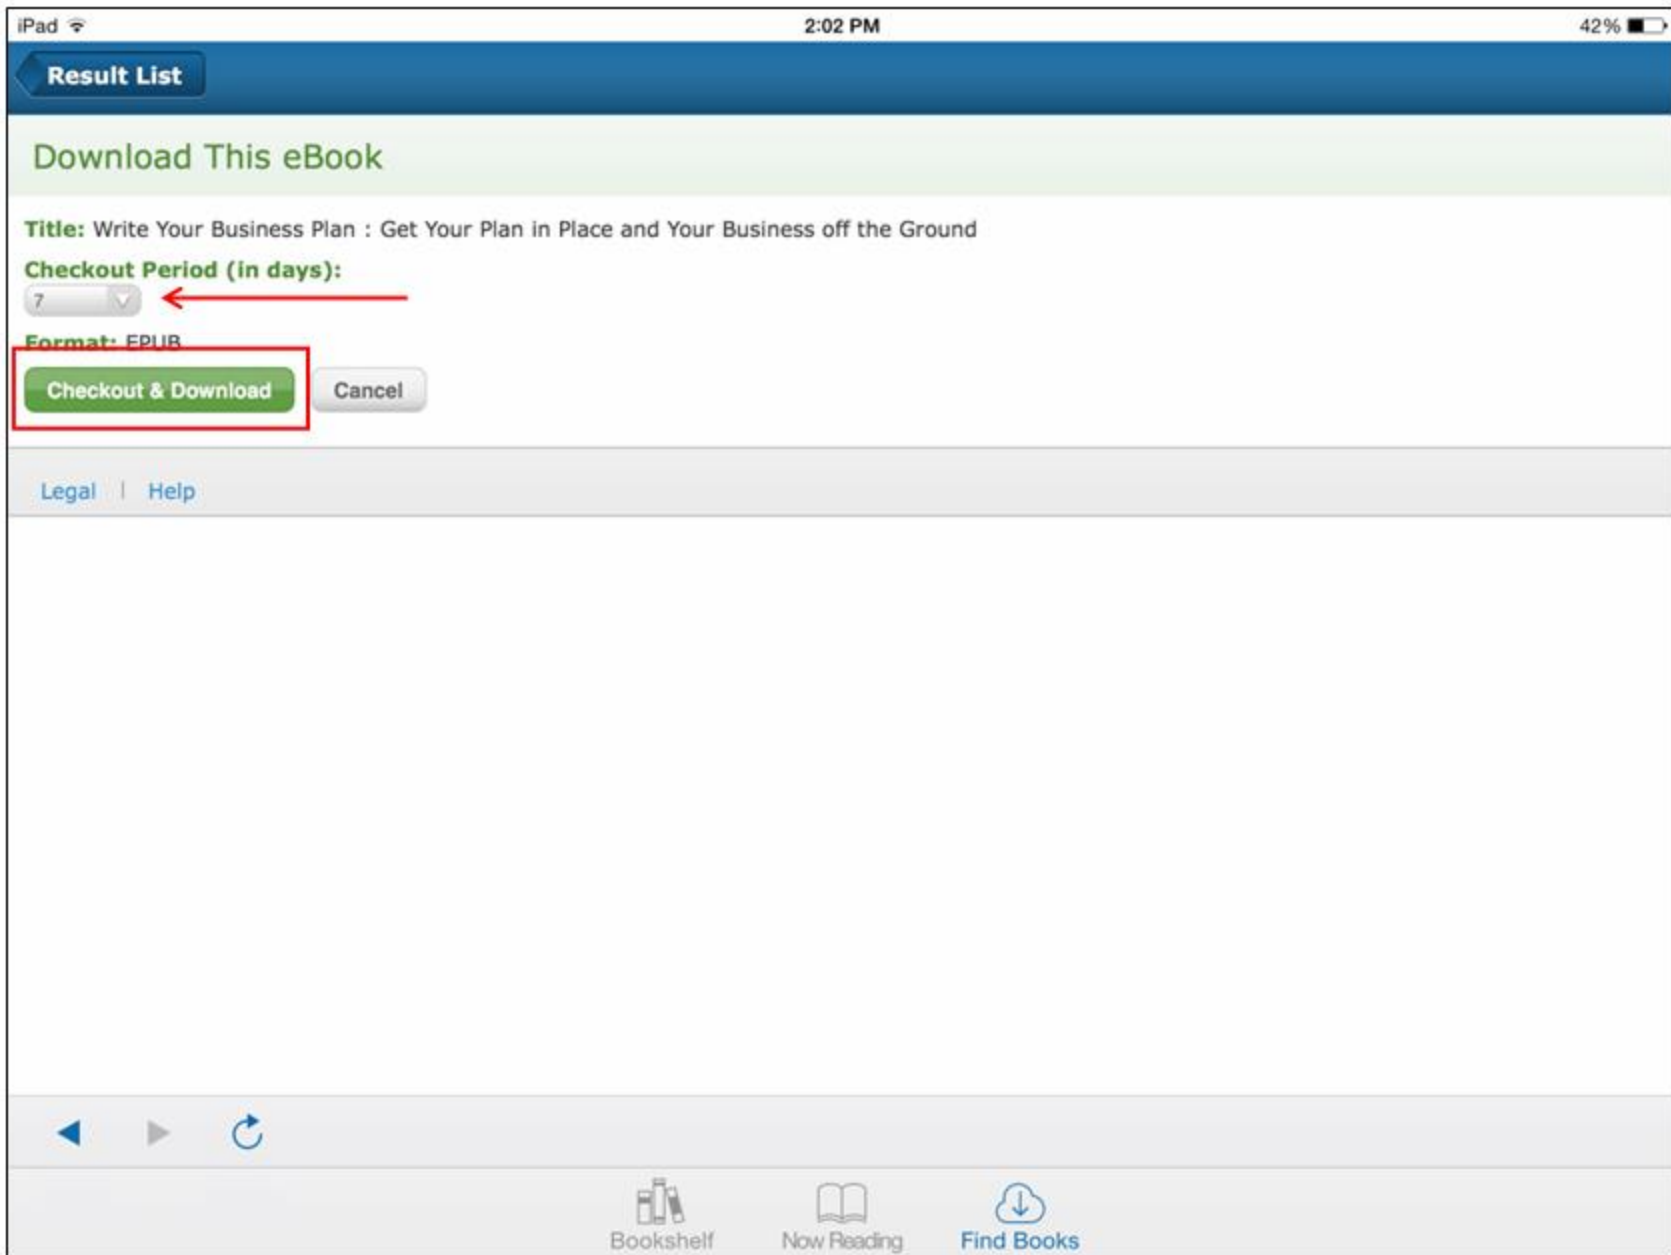 iPad 2:02 PM 42%
Result List
Download This eBook
Title: Write Your Business Plan : Get Your Plan in Place and Your Business off the Ground
Checkout Period (in days):
7
Format: EPUB
Checkout & Download Cancel
Legal | Help
Bookshelf Now Reading Find Books